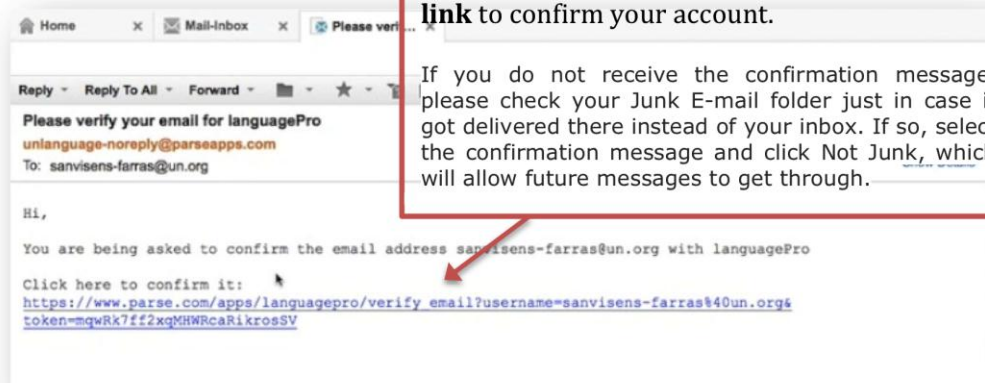 link to confirm your account.
If you do not receive the confirmation message
please check your Junk E-mail folder just in case i
got delivered there instead of your inbox. If so, selec
the confirmation message and click Not Junk, which
will allow future messages to get through.
Home
Mail-Inbox
Please veri...
Reply
Reply To All
Forward
Please verify your email for languagePro
unlanguage-noreply@parseapps.com
To: sanvisens-farras@un.org
Hi,
You are being asked to confirm the email address sanvisens-farras@un.org with languagePro
Click here to confirm it:
https://www.parse.com/apps/languagepro/verify_email?username=sanvisens-farras%40un.org&
token=mqwRk7ff2xqMHWRcaRikrosSV